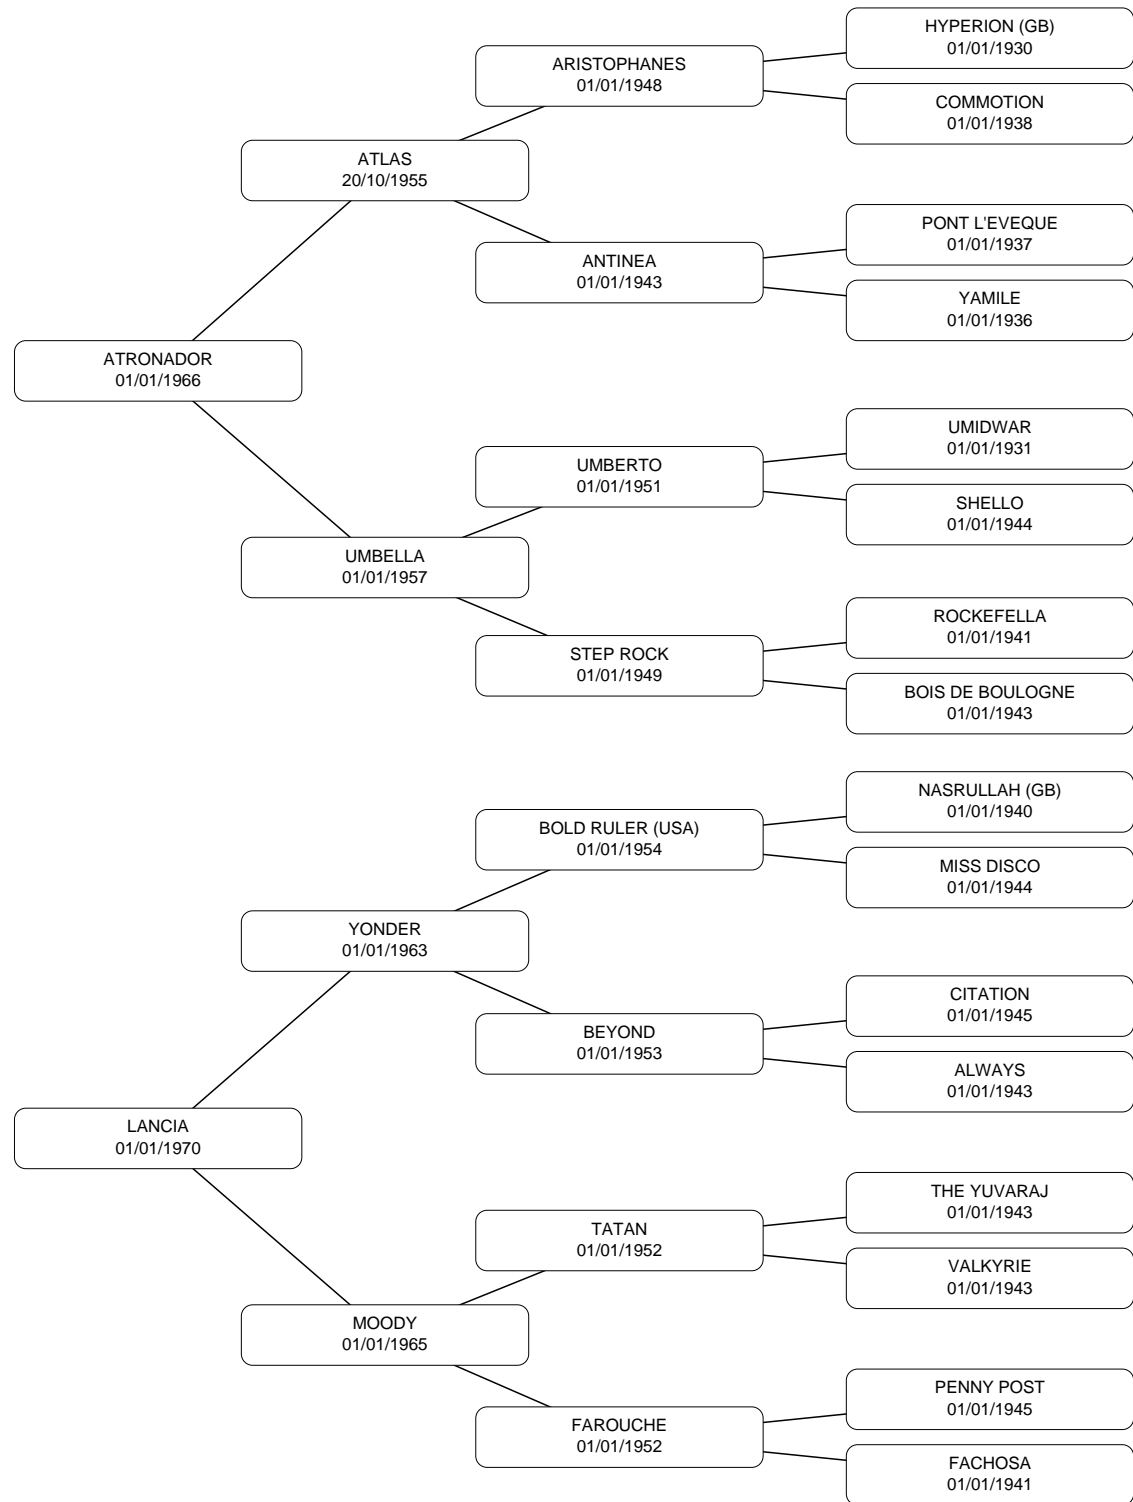 HYPERION (GB)
01/01/1930
ARISTOPHANES
01/01/1948
COMMOTION
01/01/1938
ATLAS
20/10/1955
PONT L'EVEQUE
01/01/1937
ANTINEA
01/01/1943
YAMILE
01/01/1936
ATRONADOR
01/01/1966
UMIDWAR
01/01/1931
UMBERTO
01/01/1951
SHELLO
01/01/1944
UMBELLA
01/01/1957
ROCKEFELLA
01/01/1941
STEP ROCK
01/01/1949
BOIS DE BOULOGNE
01/01/1943
NASRULLAH (GB)
01/01/1940
BOLD RULER (USA)
01/01/1954
MISS DISCO
01/01/1944
YONDER
01/01/1963
CITATION
01/01/1945
BEYOND
01/01/1953
ALWAYS
01/01/1943
LANCIA
01/01/1970
THE YUVARAJ
01/01/1943
TATAN
01/01/1952
VALKYRIE
01/01/1943
MOODY
01/01/1965
PENNY POST
01/01/1945
FAROUCHE
01/01/1952
FACHOSA
01/01/1941